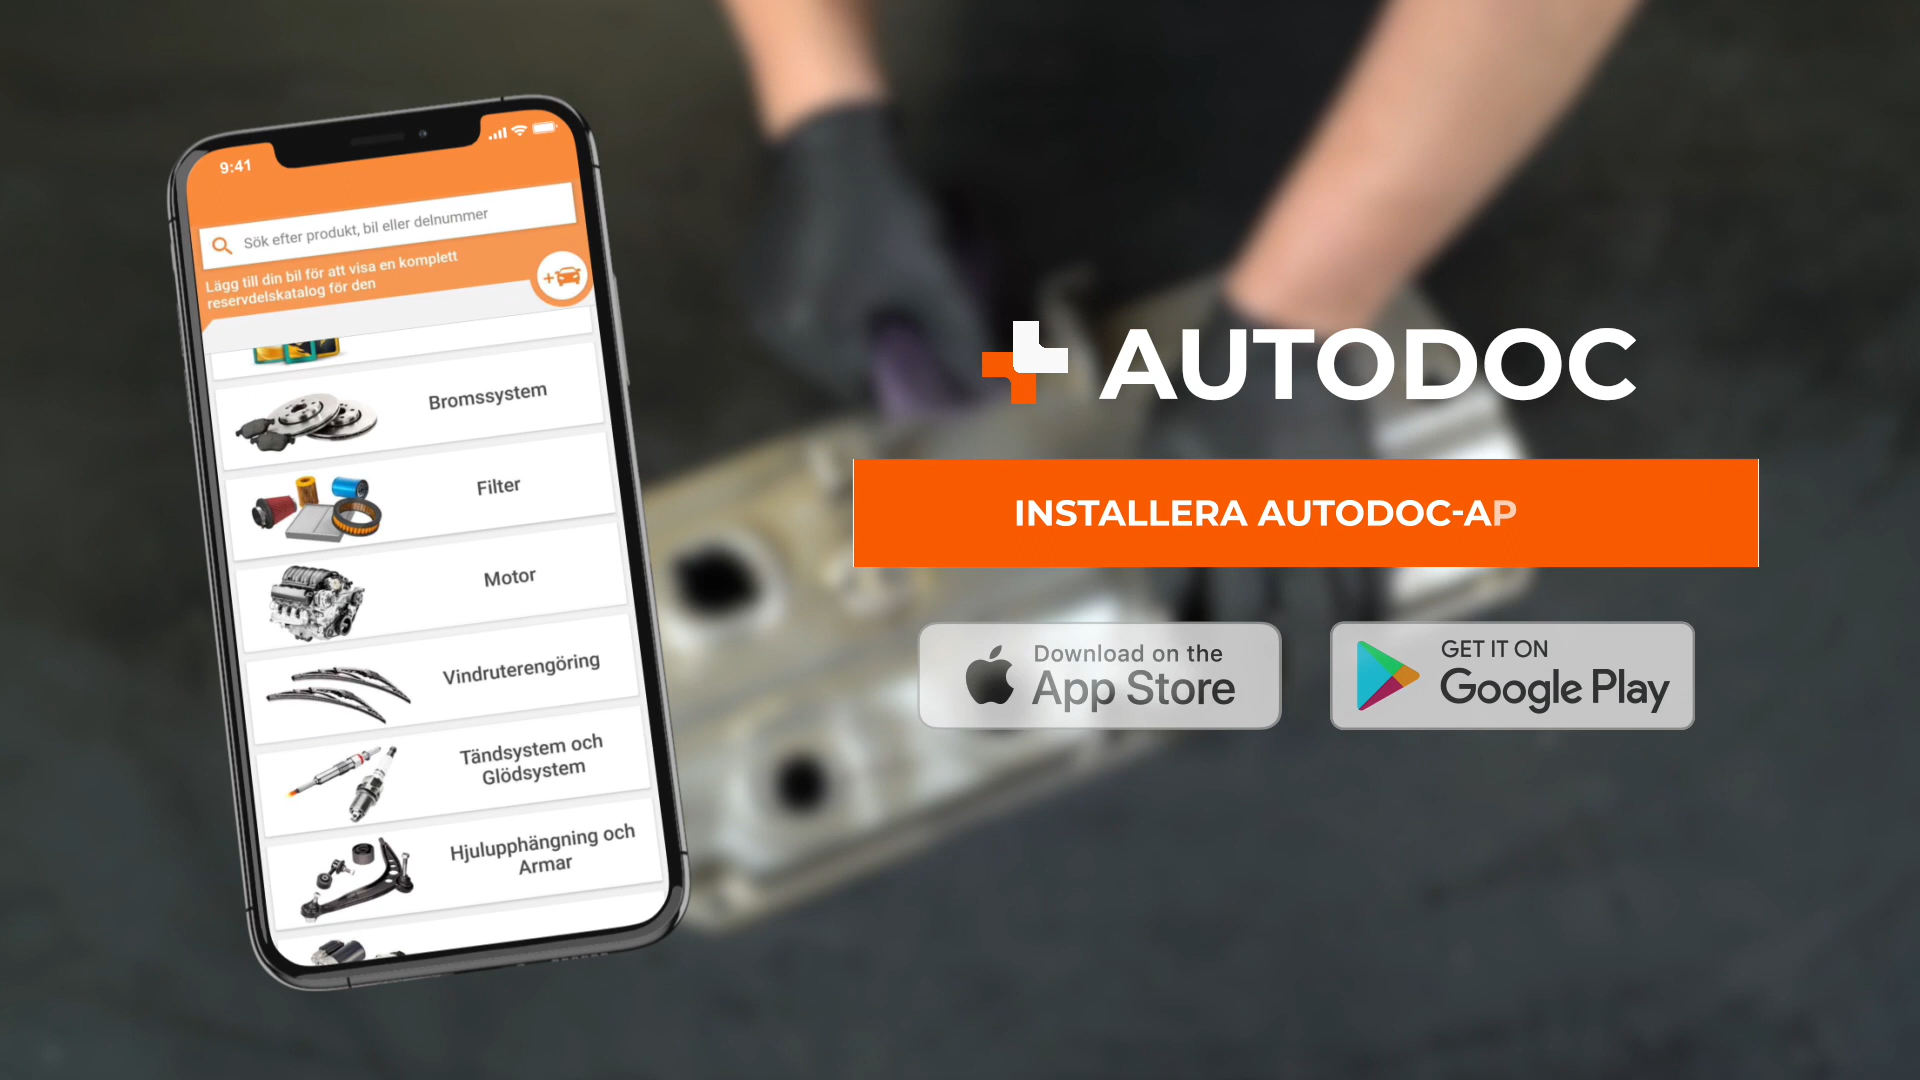 9:41
Sök efter produkt, bil eller delnummer
Lägg till din bil för att visa en komplett
reservdelskatalog för den
Bromssystem
Filter
Motor
Vindruterengöring
Tändsystem och
Glödsystem
Hjulupphängning och
Armar
AUTODOC
INSTALLERA AUTODOC-AP
Download on the
App Store
GET IT ON
Google Play